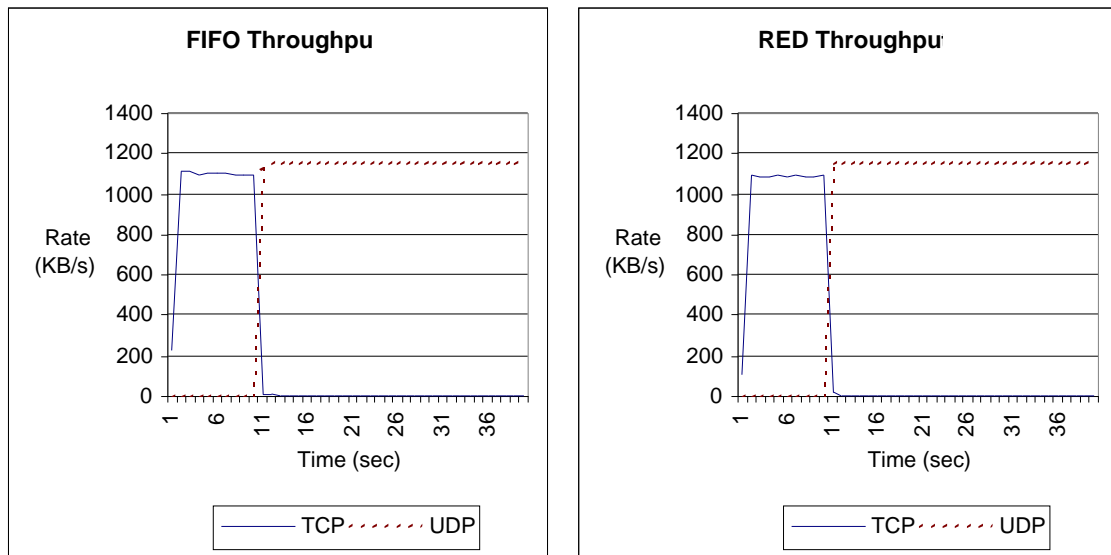 FIFO Throughpu
1400
1200
1000
800
600
400
200
0
Rate
(KB/s)
1
6
11
16
21
26
31
36
Time (sec)
TCP
UDP
RED Throughpu
1400
1200
1000
800
600
400
200
0
Rate
(KB/s)
1
6
11
16
21
26
31
36
Time (sec)
TCP
UDP